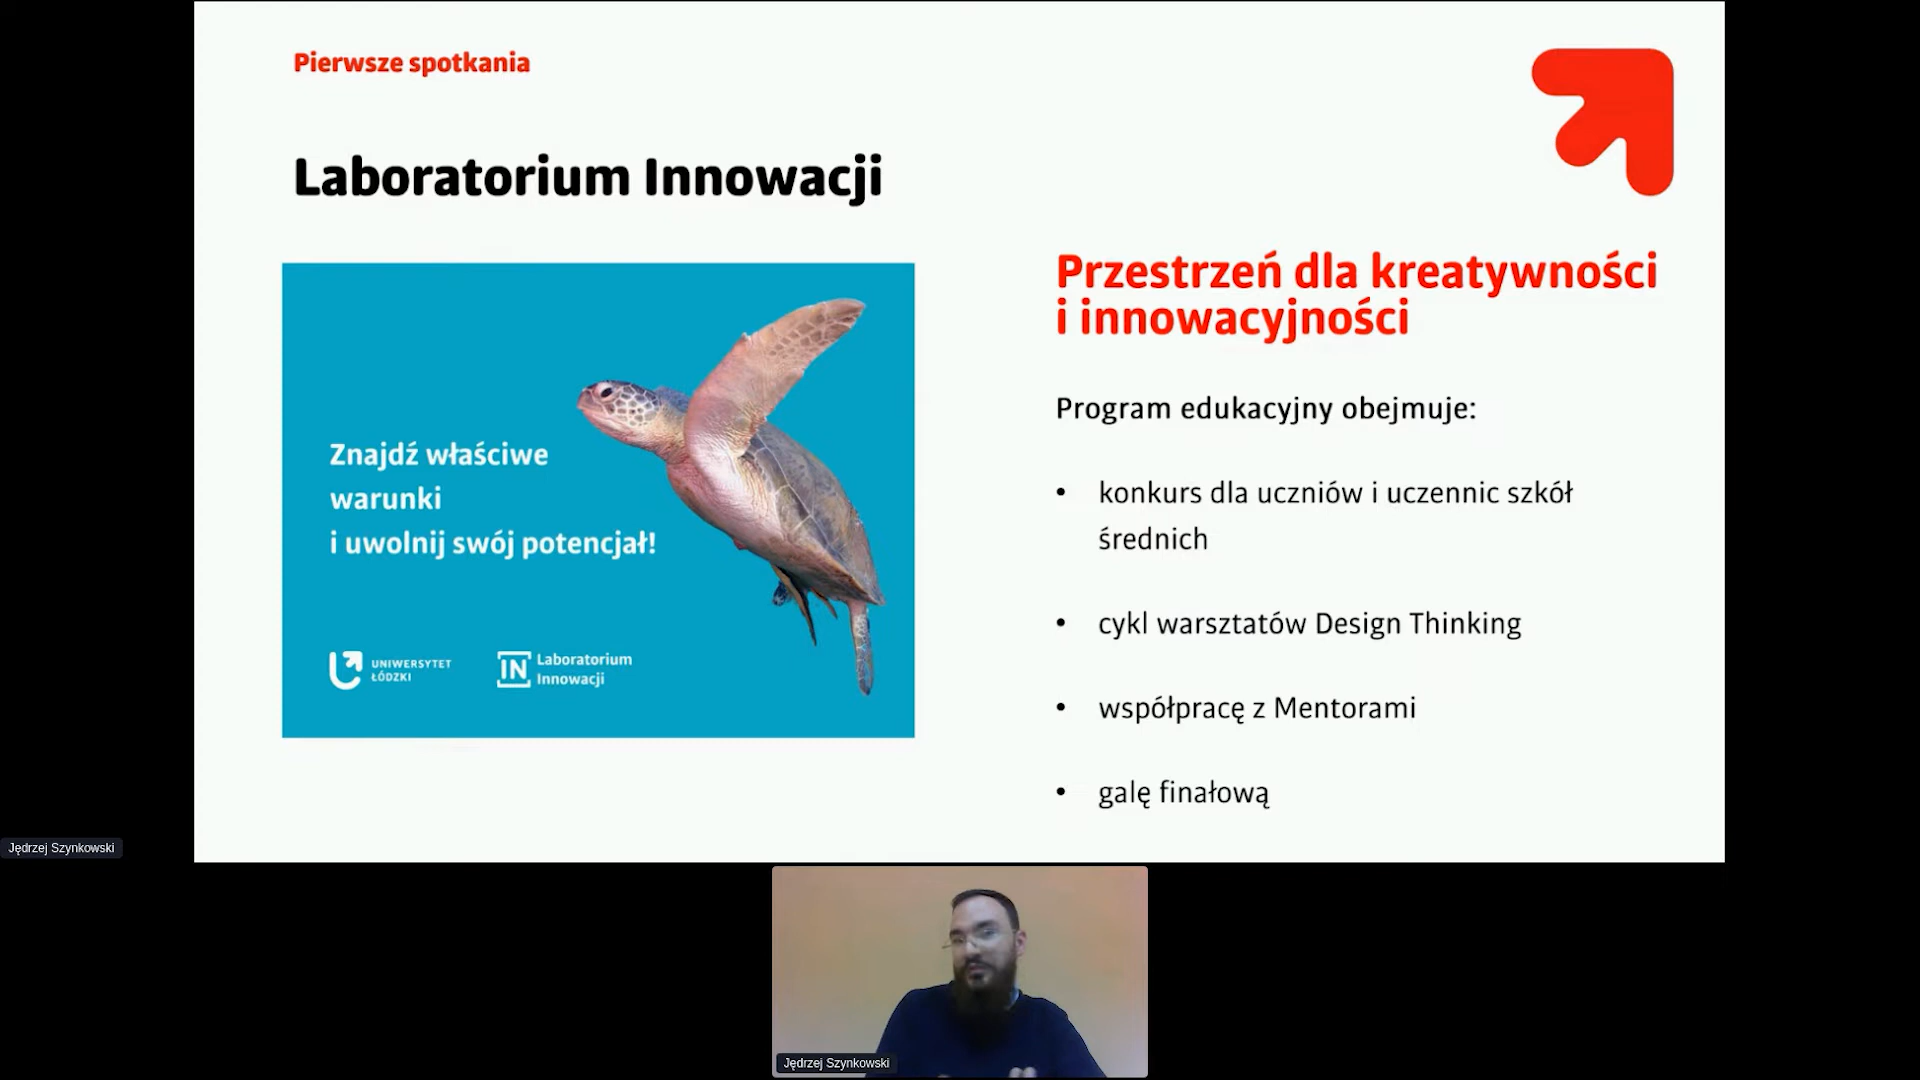 Pierwsze spotkania
Laboratorium Innowacji
Znajdź właściwe
warunki
i uwolnij swój potencjał!
UNIWERSYTET
ŁÓDZKI
IN
Laboratorium
Innowacji
Przestrzeń dla kreatywności
i innowacyjności
Program edukacyjny obejmuje:
• konkurs dla uczniów i uczennic szkół
średnich
• cykl warsztatów Design Thinking
• współpracę z Mentorami
• galę finałową
Jędrzej Szynkowski
Jędrzej Szynkowski